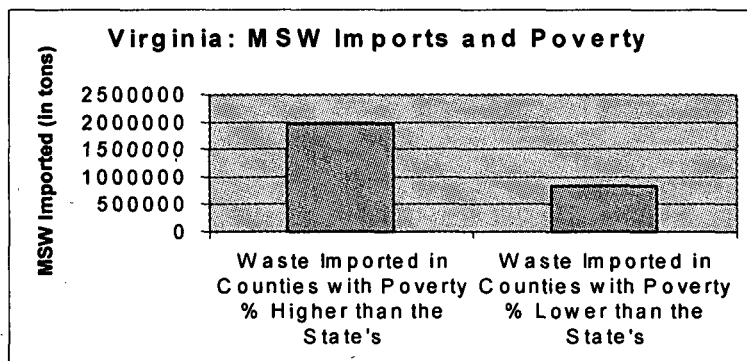 Virginia: MSW Imports and Poverty
MSW Imported (in tons)
2500000
2000000
1500000
1000000
500000
0
Waste Imported in
Counties with Poverty
% Higher than the
State's
Waste Imported in
Counties with Poverty
% Lower than the
State's